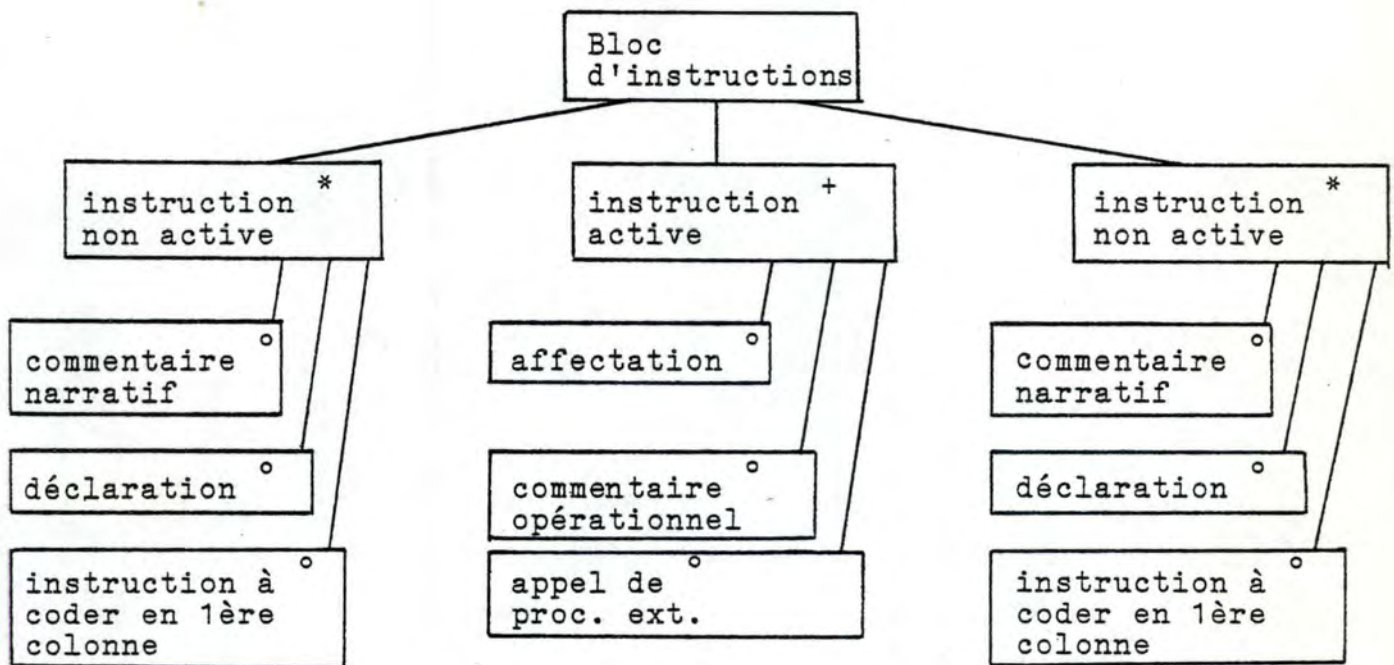 Bloc
d'instructions
instruction *
non active
instruction +
active
instruction *
non active
commentaire °
narratif
déclaration °
instruction à °
coder en 1ère
colonne
affectation °
commentaire °
opérationnel
appel de °
proc. ext.
commentaire °
narratif
déclaration °
instruction à °
coder en 1ère
colonne